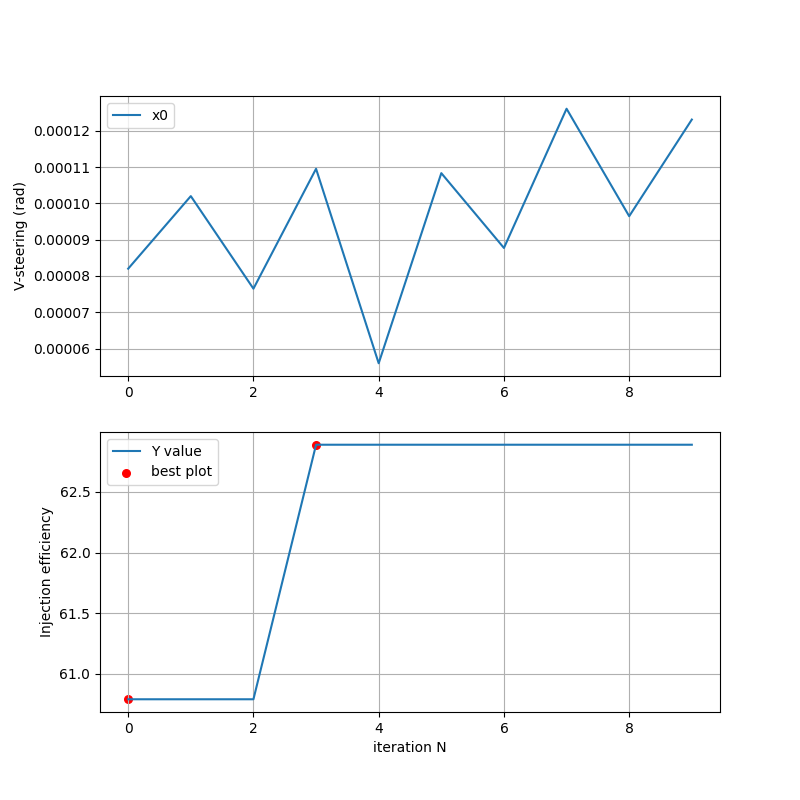 x0
0.00012
0.00011
0.00010
0.00009
0.00008
0.00007
0.00006
V-steering (rad)
0 2 4 6 8
Y value
best plot
62.5
62.0
61.5
61.0
Injection efficiency
0 2 4 6 8
iteration N